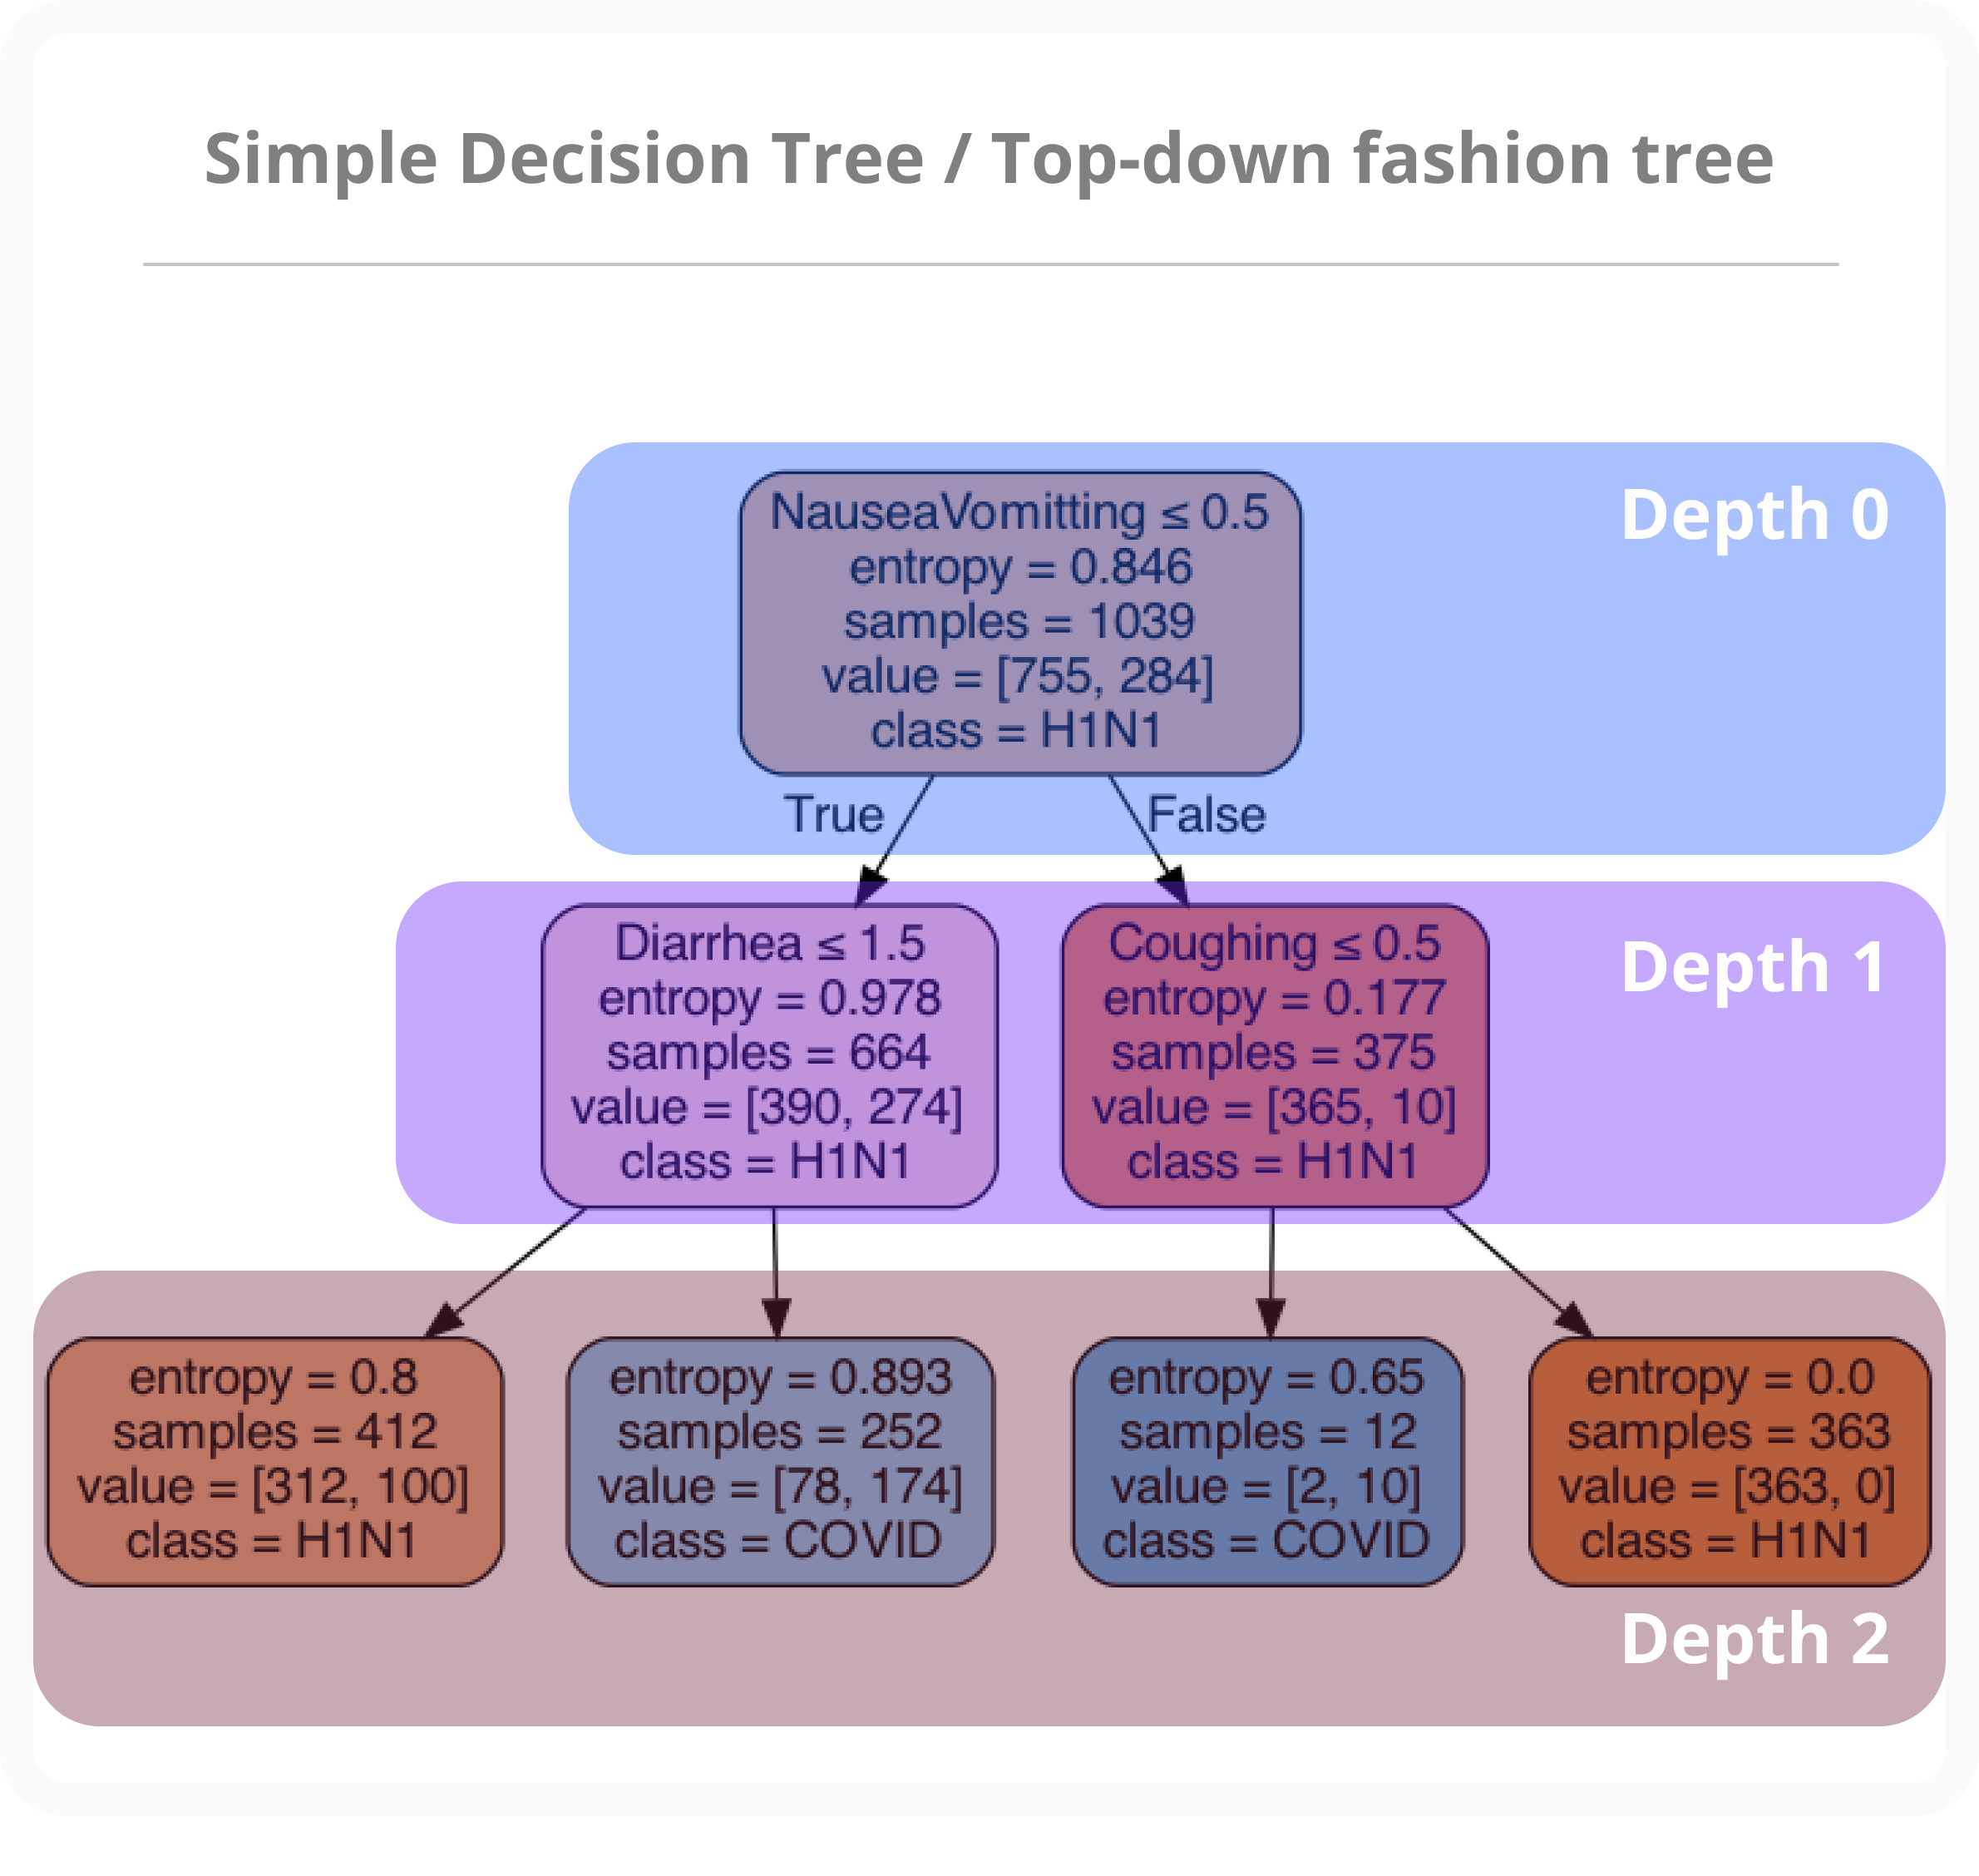 Simple Decision Tree / Top-down fashion tree
Depth 0
NauseaVomitting ≤ 0.5
entropy = 0.846
samples = 1039
value = [755, 284]
class = H1N1
True
False
Depth 1
Diarrhea ≤ 1.5
entropy = 0.978
samples = 664
value = [390, 274]
class = H1N1
Coughing ≤ 0.5
entropy = 0.177
samples = 375
value = [365, 10]
class = H1N1
entropy = 0.8
samples = 412
value = [312, 100]
class = H1N1
entropy = 0.893
samples = 252
value = [78, 174]
class = COVID
entropy = 0.65
samples = 12
value = [2, 10]
class = COVID
entropy = 0.0
samples = 363
value = [363, 0]
class = H1N1
Depth 2